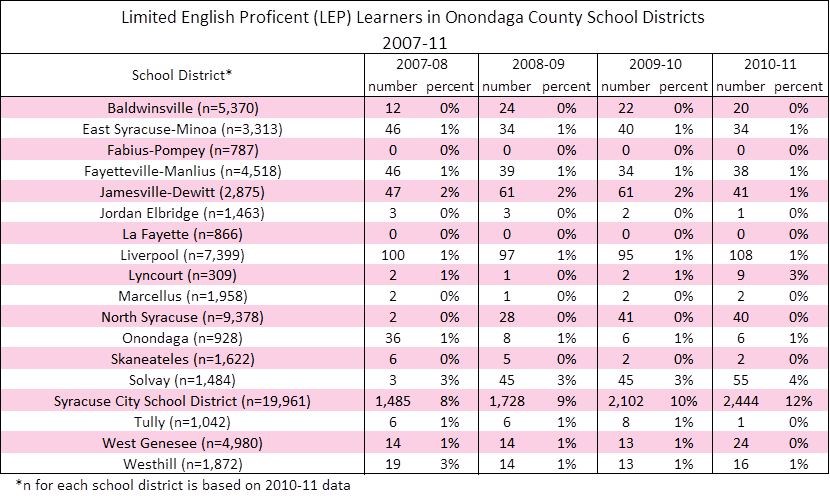 Limited English Proficent (LEP) Learners in Onondaga County School Districts
2007-11
School District* 2007-08 2008-09 2009-10 2010-11
number percent number percent number percent number percent
Baldwinsville (n=5,370) 12 0% 24 0% 22 0% 20 0%
East Syracuse-Minoa (n=3,313) 46 1% 34 1% 40 1% 34 1%
Fabius-Pompey (n=787) 0 0% 0 0% 0 0% 0 0%
Fayetteville-Manlius (n=4,518) 46 1% 39 1% 34 1% 38 1%
Jamesville-Dewitt (2,875) 47 2% 61 2% 61 2% 41 1%
Jordan Elbridge (n=1,463) 3 0% 3 0% 2 0% 1 0%
La Fayette (n=866) 0 0% 0 0% 0 0% 0 0%
Liverpool (n=7,399) 100 1% 97 1% 95 1% 108 1%
Lyncourt (n=309) 2 1% 1 0% 2 1% 9 3%
Marcellus (n=1,958) 2 0% 1 0% 2 0% 2 0%
North Syracuse (n=9,378) 2 0% 28 0% 41 0% 40 0%
Onondaga (n=928) 36 1% 8 1% 6 1% 6 1%
Skaneateles (n=1,622) 6 0% 5 0% 2 0% 2 0%
Solvay (n=1,484) 3 3% 45 3% 45 3% 55 4%
Syracuse City School District (n=19,961) 1,485 8% 1,728 9% 2,102 10% 2,444 12%
Tully (n=1,042) 6 1% 6 1% 8 1% 1 0%
West Genesee (n=4,980) 14 1% 14 1% 13 1% 24 0%
Westhill (n=1,872) 19 3% 14 1% 13 1% 16 1%
*n for each school district is based on 2010-11 data